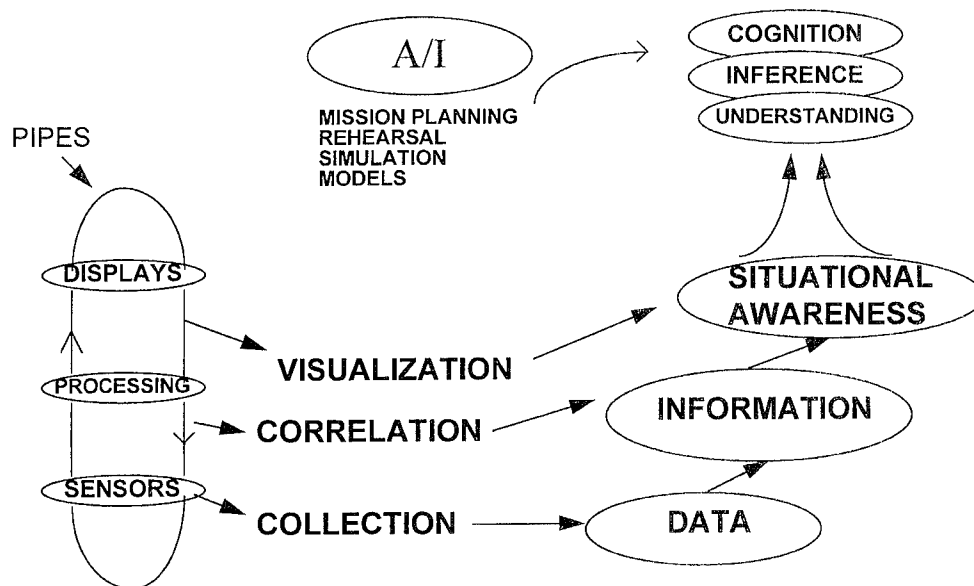 A/I
MISSION PLANNING
REHEARSAL
SIMULATION
MODELS
COGNITION
INFERENCE
UNDERSTANDING
PIPES
DISPLAYS
PROCESSING
SENSORS
VISUALIZATION
CORRELATION
COLLECTION
SITUATIONAL
AWARENESS
INFORMATION
DATA